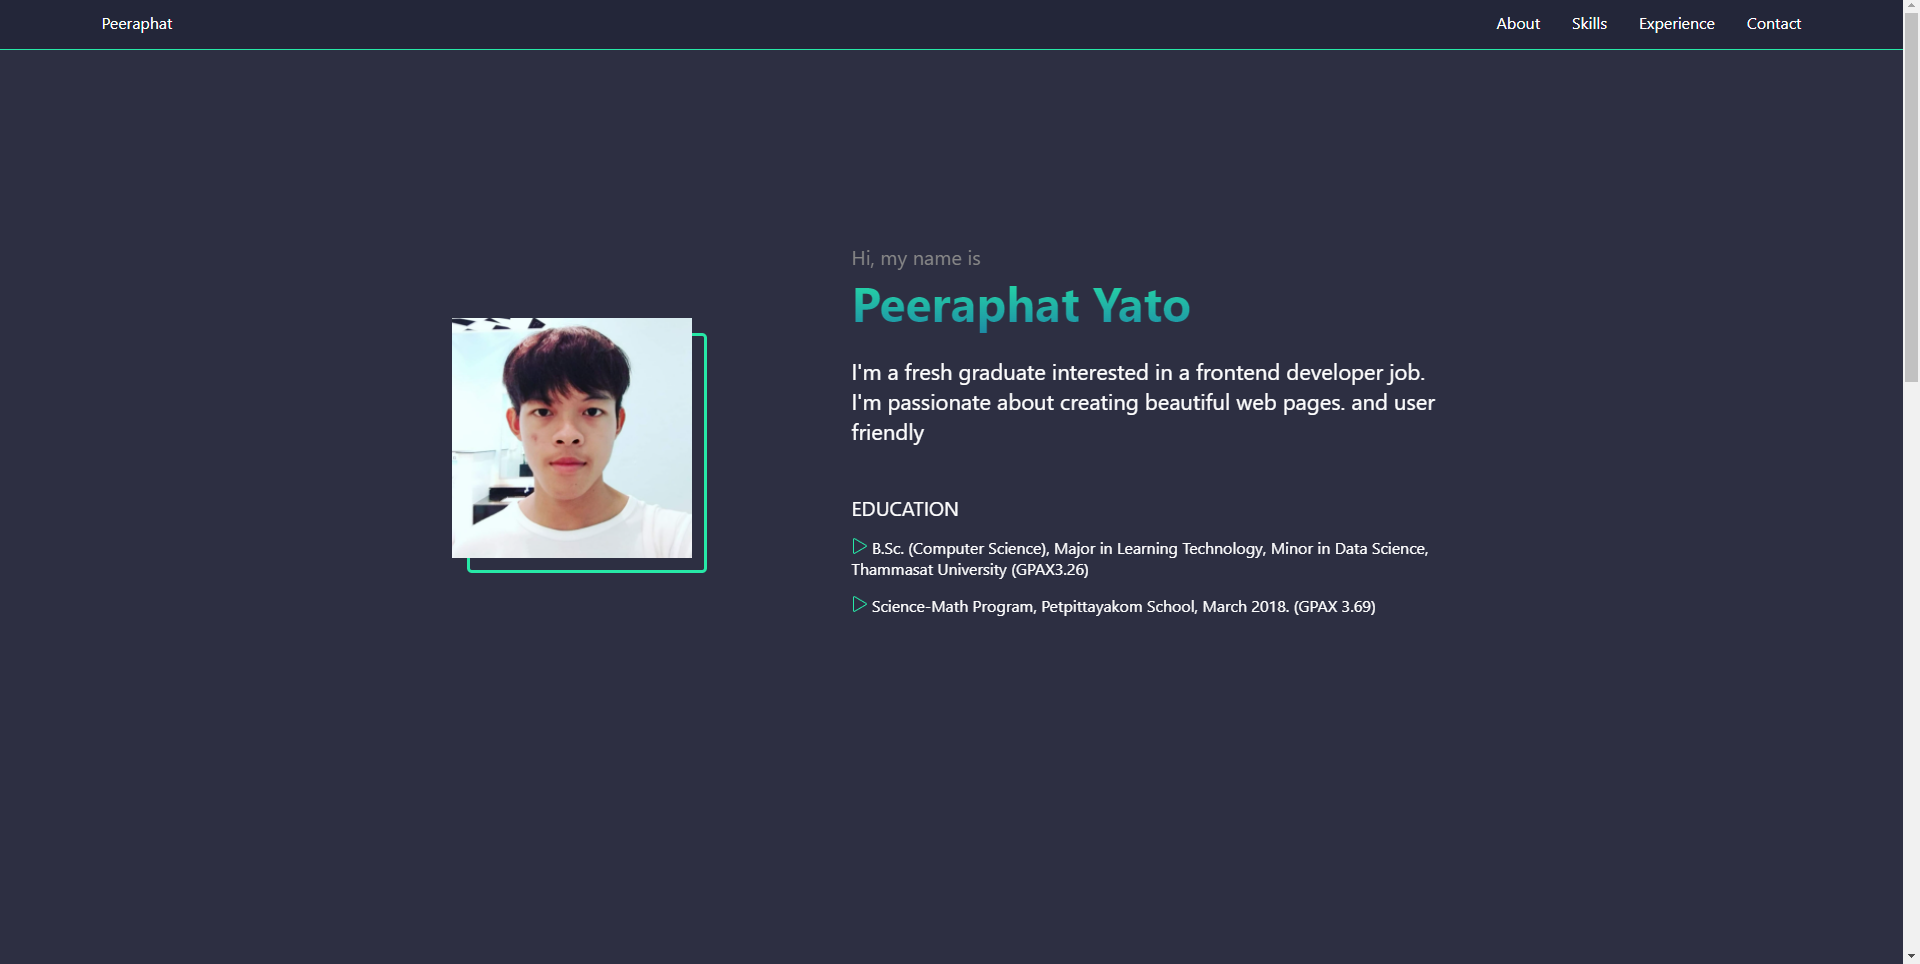 Peeraphat
About Skills Experience Contact
Hi, my name is
Peeraphat Yato
I'm a fresh graduate interested in a frontend developer job.
I'm passionate about creating beautiful web pages. and user
friendly
EDUCATION
B.Sc. (Computer Science), Major in Learning Technology, Minor in Data Science,
Thammasat University (GPAX3.26)
Science-Math Program, Petpittayakom School, March 2018. (GPAX 3.69)